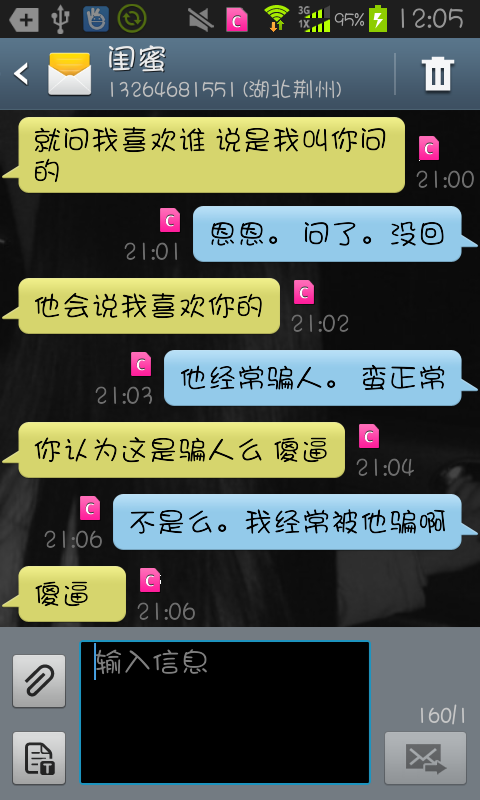 3G
1X
95%
12:05
闺蜜
13264681551 (湖北荆州)
就问我喜欢谁 说是我叫你问
的
C
21:00
C
21:01
恩恩。问了。没回
他会说我喜欢你的
C
21:02
C
21:03
他经常骗人。蛮正常
你认为这是骗人么 傻逼
C
21:04
C
21:06
不是么。我经常被他骗啊
傻逼
C
21:06
输入信息
160/1
T